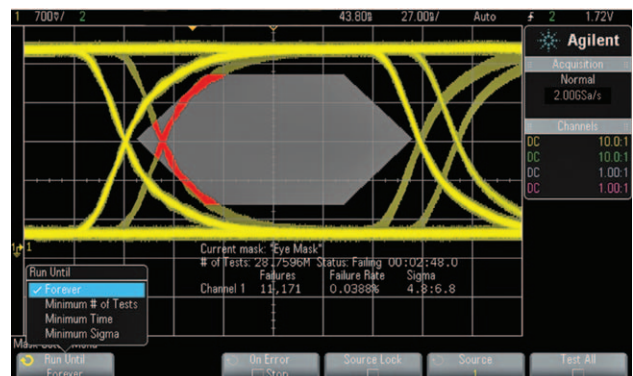 1 700▽/ 2 43.80s 27.00s/ Auto 2 1.72V
Agilent
Acquisition
Normal
2.00GSa/s
Channels
DC 10.0:1
DC 10.0:1
DC 1.00:1
DC 1.00:1
1
Current mask: "Eye Mask"
# of Tests: 28.7596M Status: Failing 00:02:48.0
Failures Failure Rate Sigma
Channel 1 11,171 0.0388% 4.8:6.8
Run Until
✓ Forever
Minimum # of Tests
Minimum Time
Minimum Sigma
Menu
Run Until
Forever
On Error
Stop
Source Lock
Source
1
Test All